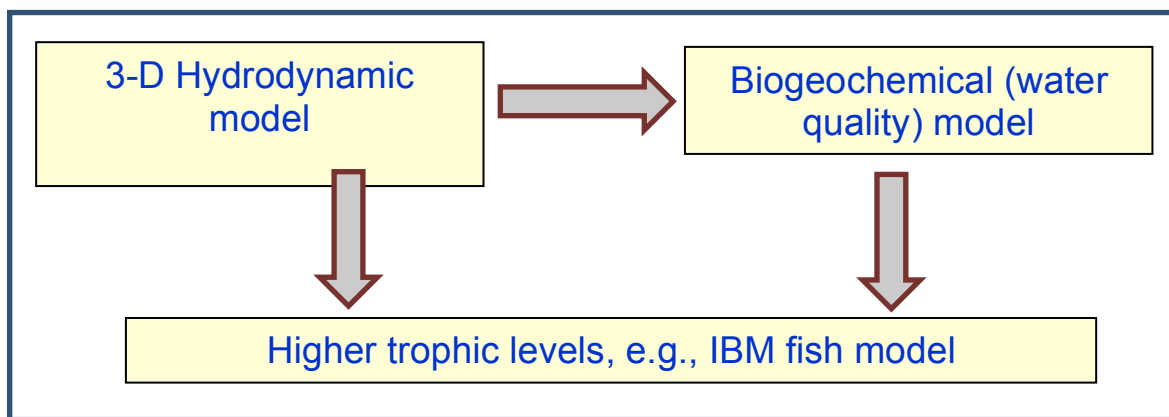 3-D Hydrodynamic
model
Biogeochemical (water
quality) model
Higher trophic levels, e.g., IBM fish model